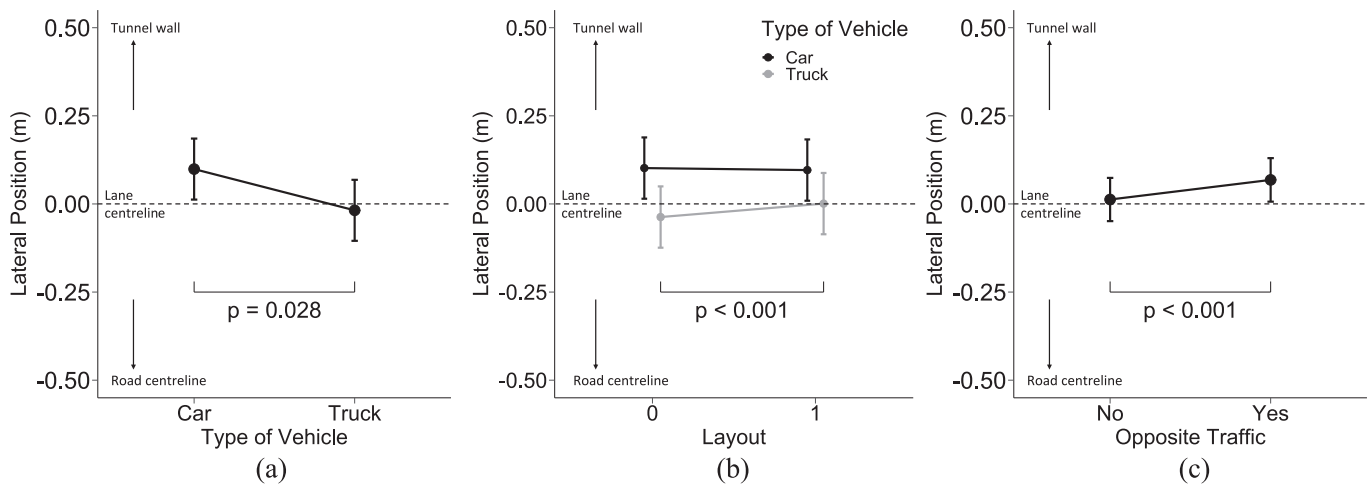 0.50
0.25
0.00
-0.25
-0.50
Lateral Position (m)
Tunnel wall
Lane
centreline
p = 0.028
Road centreline
Car
Truck
Type of Vehicle
(a)
0.50
0.25
0.00
-0.25
-0.50
Lateral Position (m)
Tunnel wall
Type of Vehicle
Car
Truck
Lane
centreline
p < 0.001
Road centreline
0
1
Layout
(b)
0.50
0.25
0.00
-0.25
-0.50
Lateral Position (m)
Tunnel wall
Lane
centreline
p < 0.001
Road centreline
No
Yes
Opposite Traffic
(c)